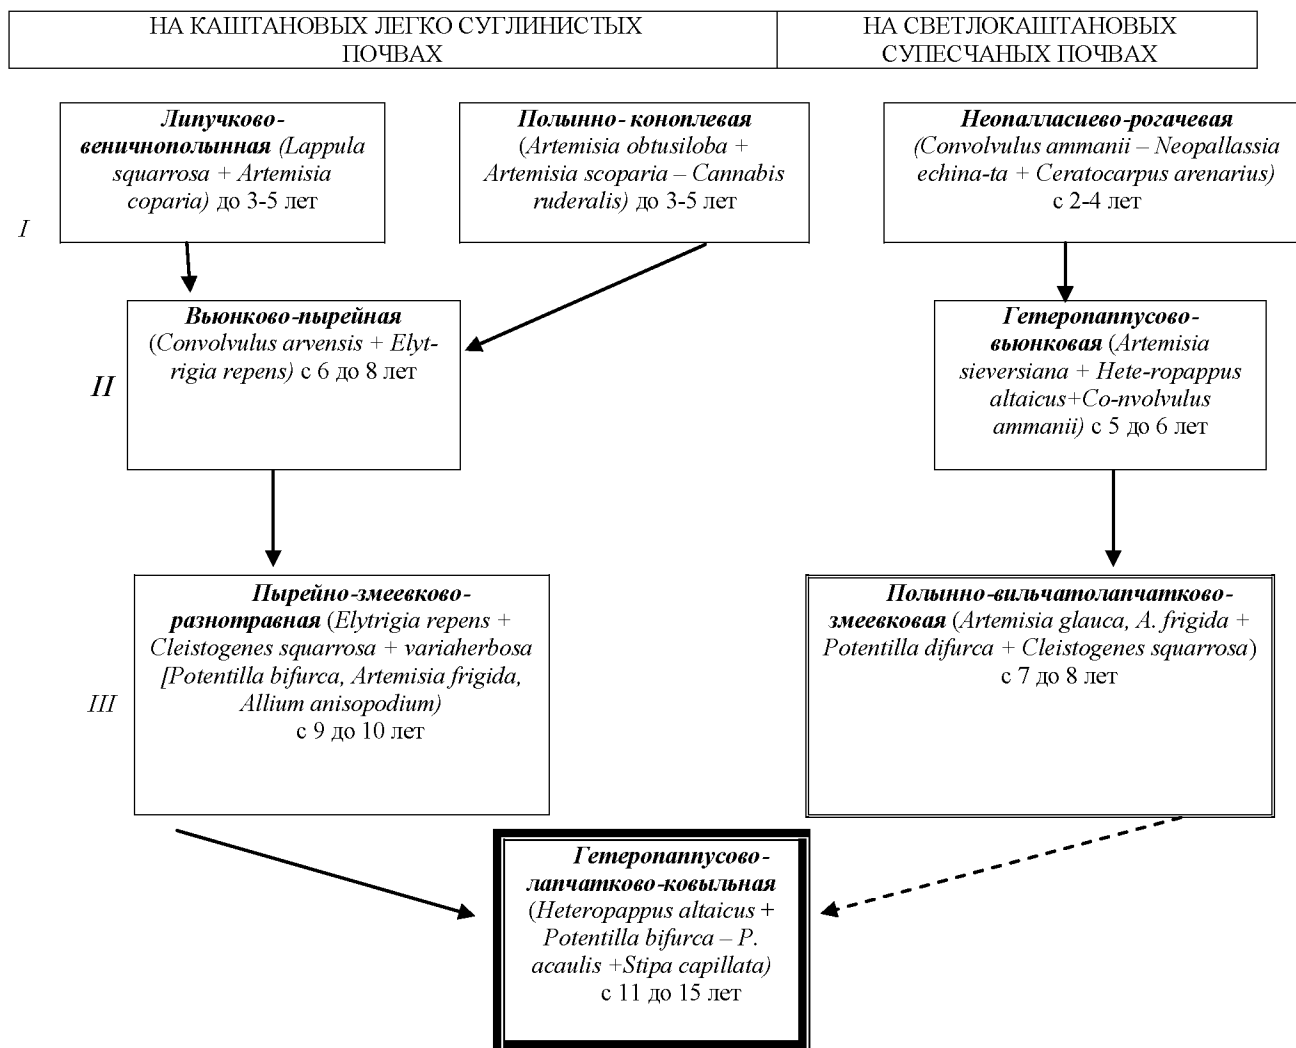 НА КАШТАНОВЫХ ЛЕГКО СУГЛИНИСТЫХ
ПОЧВАХ
НА СВЕТЛОКАШТАНОВЫХ
СУПЕСЧАНЫХ ПОЧВАХ
I
Липучково-
веничнополынная (Lappula
squarrosa + Artemisia
coparia) до 3-5 лет
Полынно- коноплевая
(Artemisia obtusiloba +
Artemisia scoparia – Cannabis
ruderalis) до 3-5 лет
Неопалласиево-рогачевая
(Convolvulus ammanii – Neopallassia
echina-ta + Ceratocarpus arenarius)
с 2-4 лет
II
Вьюнково-пырейная
(Convolvulus arvensis + Elyt-
rigia repens) с 6 до 8 лет
Гетеропаппусово-
вьюнковая (Artemisia
sieversiana + Hete-ropappus
altaicus+Co-nvolvulus
ammanii) с 5 до 6 лет
III
Пырейно-змеевково-
разнотравная (Elytrigia repens +
Cleistogenes squarrosa + variaherbosa
[Potentilla bifurca, Artemisia frigida,
Allium anisopodium)
с 9 до 10 лет
Полынно-вильчатолапчатково-
змеевковая (Artemisia glauca, A. frigida +
Potentilla difurca + Cleistogenes squarrosa)
с 7 до 8 лет
Гетеропаппусово-
лапчатково-ковыльная
(Heteropappus altaicus +
Potentilla bifurca – P.
acaulis +Stipa capillata)
с 11 до 15 лет